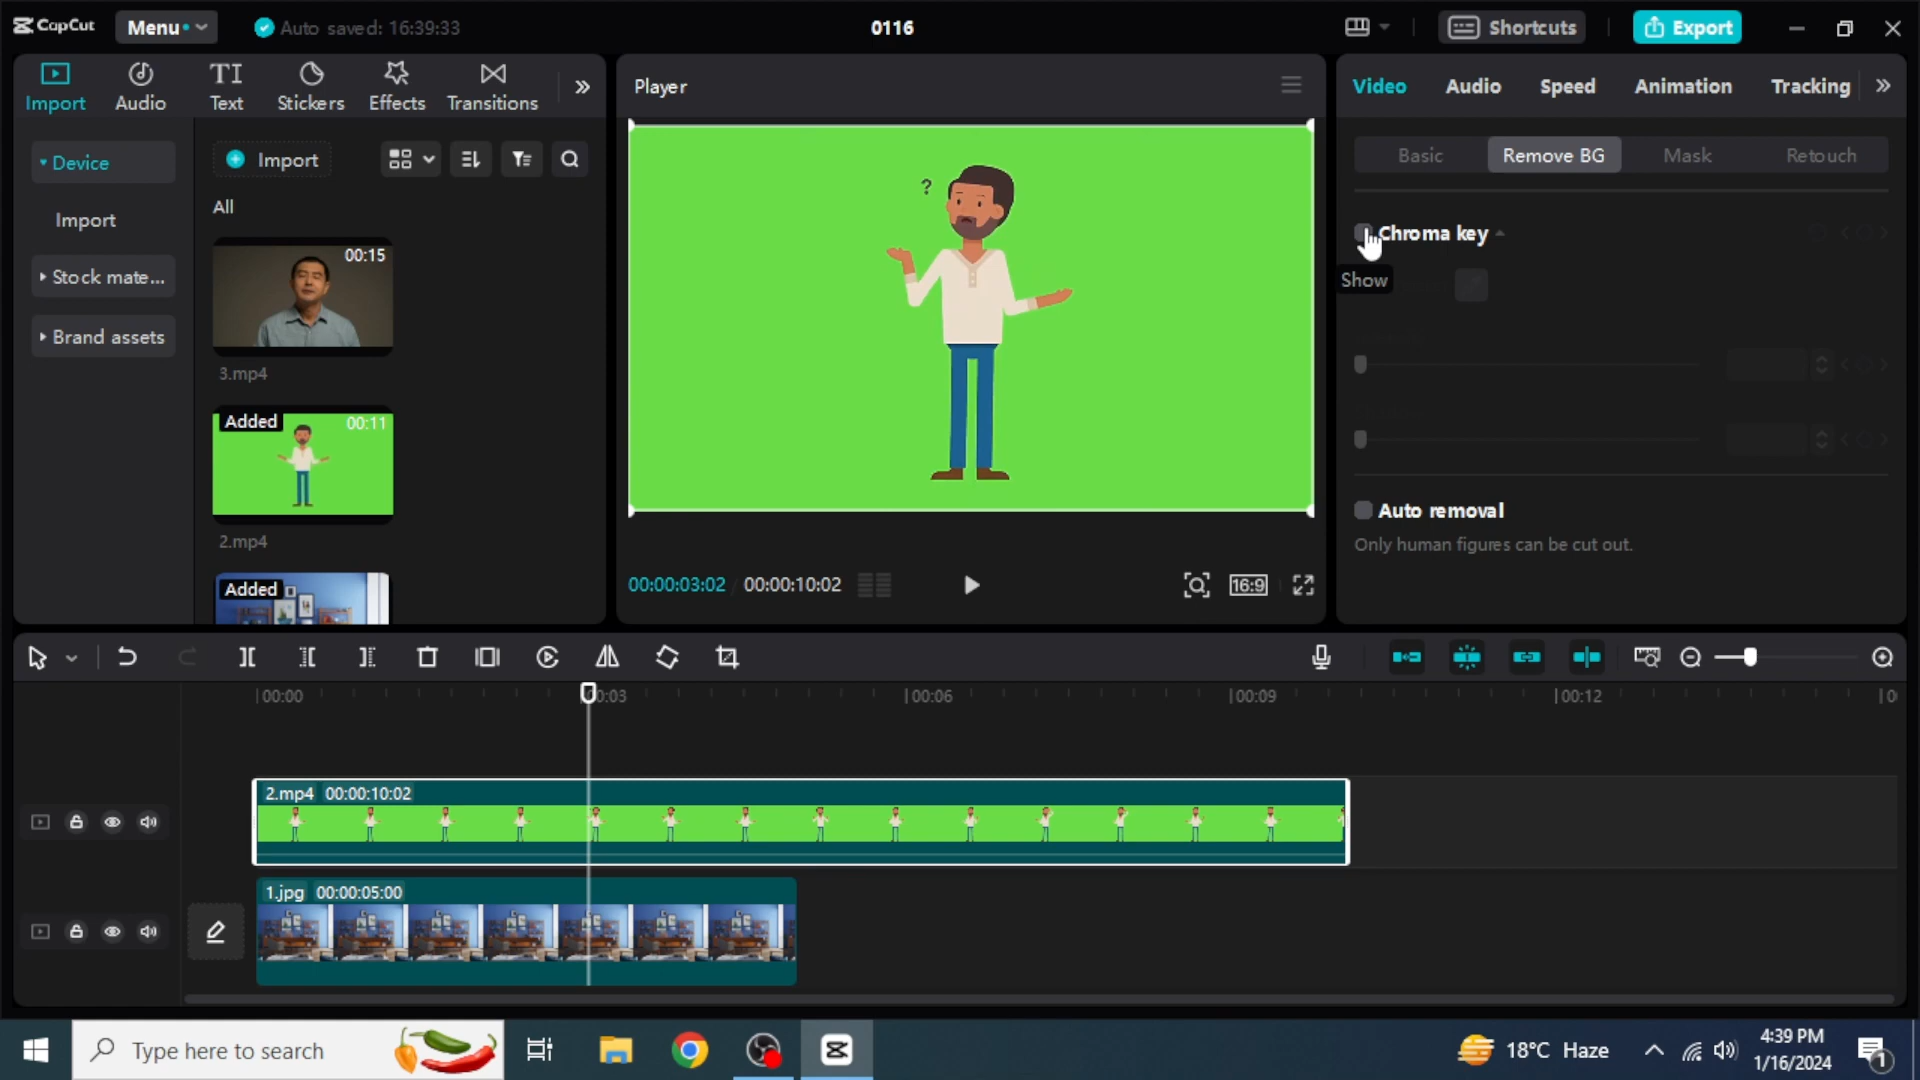 CapCut Menu Auto saved: 16:39:33 0116 Shortcuts Export
Import Audio Text Stickers Effects Transitions
Player
Video Audio Speed Animation Tracking
Device
Import
Stock mate...
Brand assets
Import
All
00:15
3.mp4
Added 00:11
2.mp4
Added
?
00:00:03:02 00:00:10:02
16:9
Basic Remove BG Mask Retouch
Chroma key
Show
Auto removal
Only human figures can be cut out.
00:00 00:03 00:06 00:09 00:12
2.mp4 00:00:10:02
1.jpg 00:00:05:00
Type here to search
18°C Haze
4:39 PM
1/16/2024
1